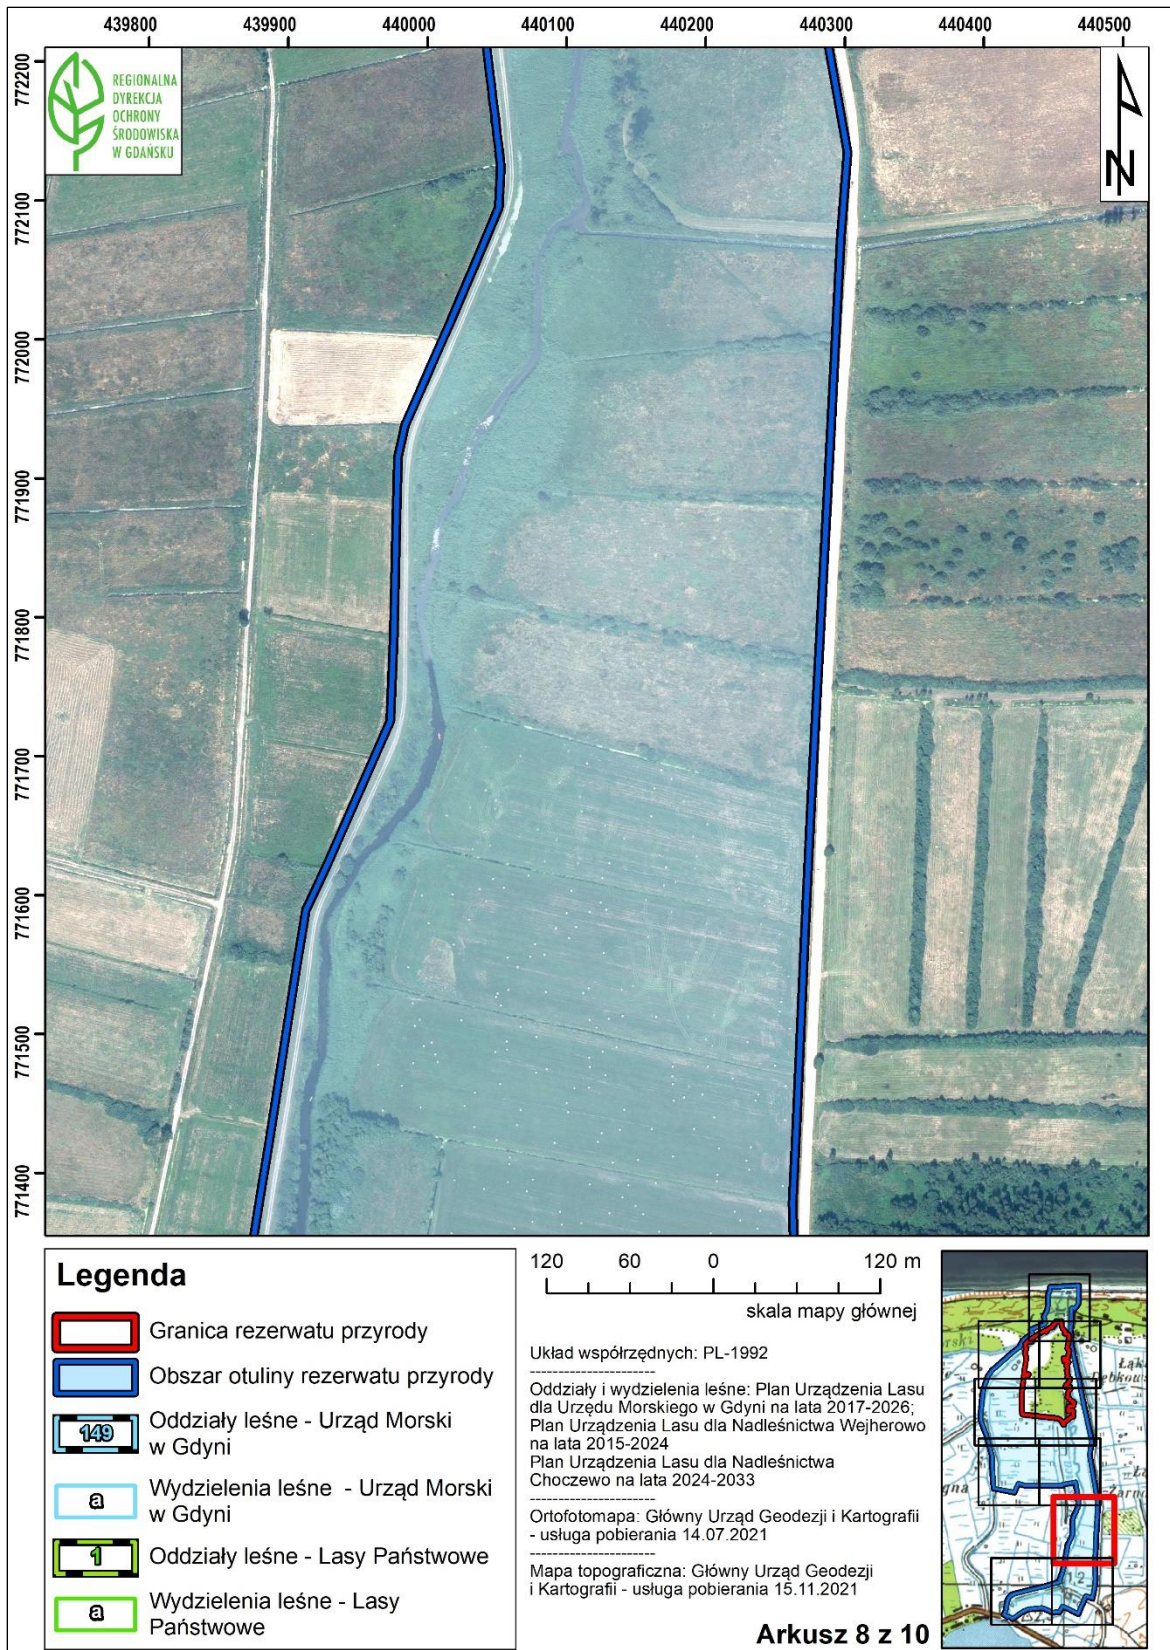 439800 439900 440000 440100 440200 440300 440400 440500
772200
772100
772000
771900
771800
771700
771600
771500
771400
REGIONALNA
DYREKCJA
OCHRONY
ŚRODOWISKA
W GDAŃSKU
N
Legenda
Granica rezerwatu przyrody
Obszar otuliny rezerwatu przyrody
149
Oddziały leśne - Urząd Morski
w Gdyni
a
Wydzielenia leśne - Urząd Morski
w Gdyni
1
Oddziały leśne - Lasy Państwowe
a
Wydzielenia leśne - Lasy
Państwowe
120 60 0 120 m
skala mapy głównej
Układ współrzędnych: PL-1992
----------------------
Oddziały i wydzielenia leśne: Plan Urządzenia Lasu
dla Urzędu Morskiego w Gdyni na lata 2017-2026;
Plan Urządzenia Lasu dla Nadleśnictwa Wejherowo
na lata 2015-2024
Plan Urządzenia Lasu dla Nadleśnictwa
Choczewo na lata 2024-2033
----------------------
Ortofotomapa: Główny Urząd Geodezji i Kartografii
- usługa pobierania 14.07.2021
----------------------
Mapa topograficzna: Główny Urząd Geodezji
i Kartografii - usługa pobierania 15.11.2021
Arkusz 8 z 10